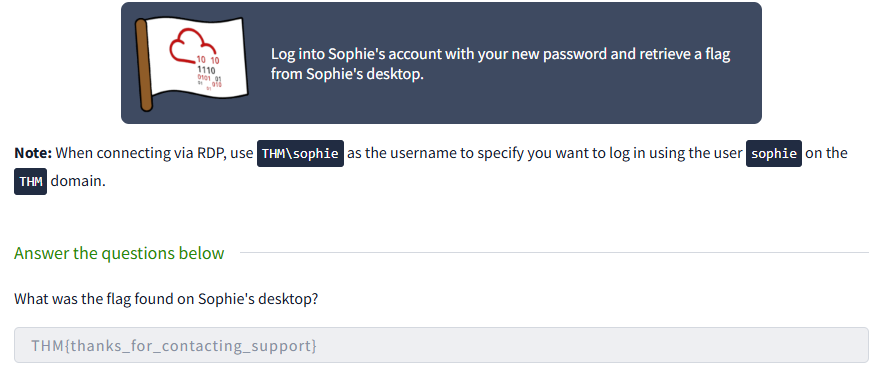 10 10
1110
0101 01
01 010
01
Log into Sophie's account with your new password and retrieve a flag
from Sophie's desktop.
Note: When connecting via RDP, use THM\sophie as the username to specify you want to log in using the user sophie on the
THM domain.
Answer the questions below
What was the flag found on Sophie's desktop?
THM{thanks_for_contacting_support}